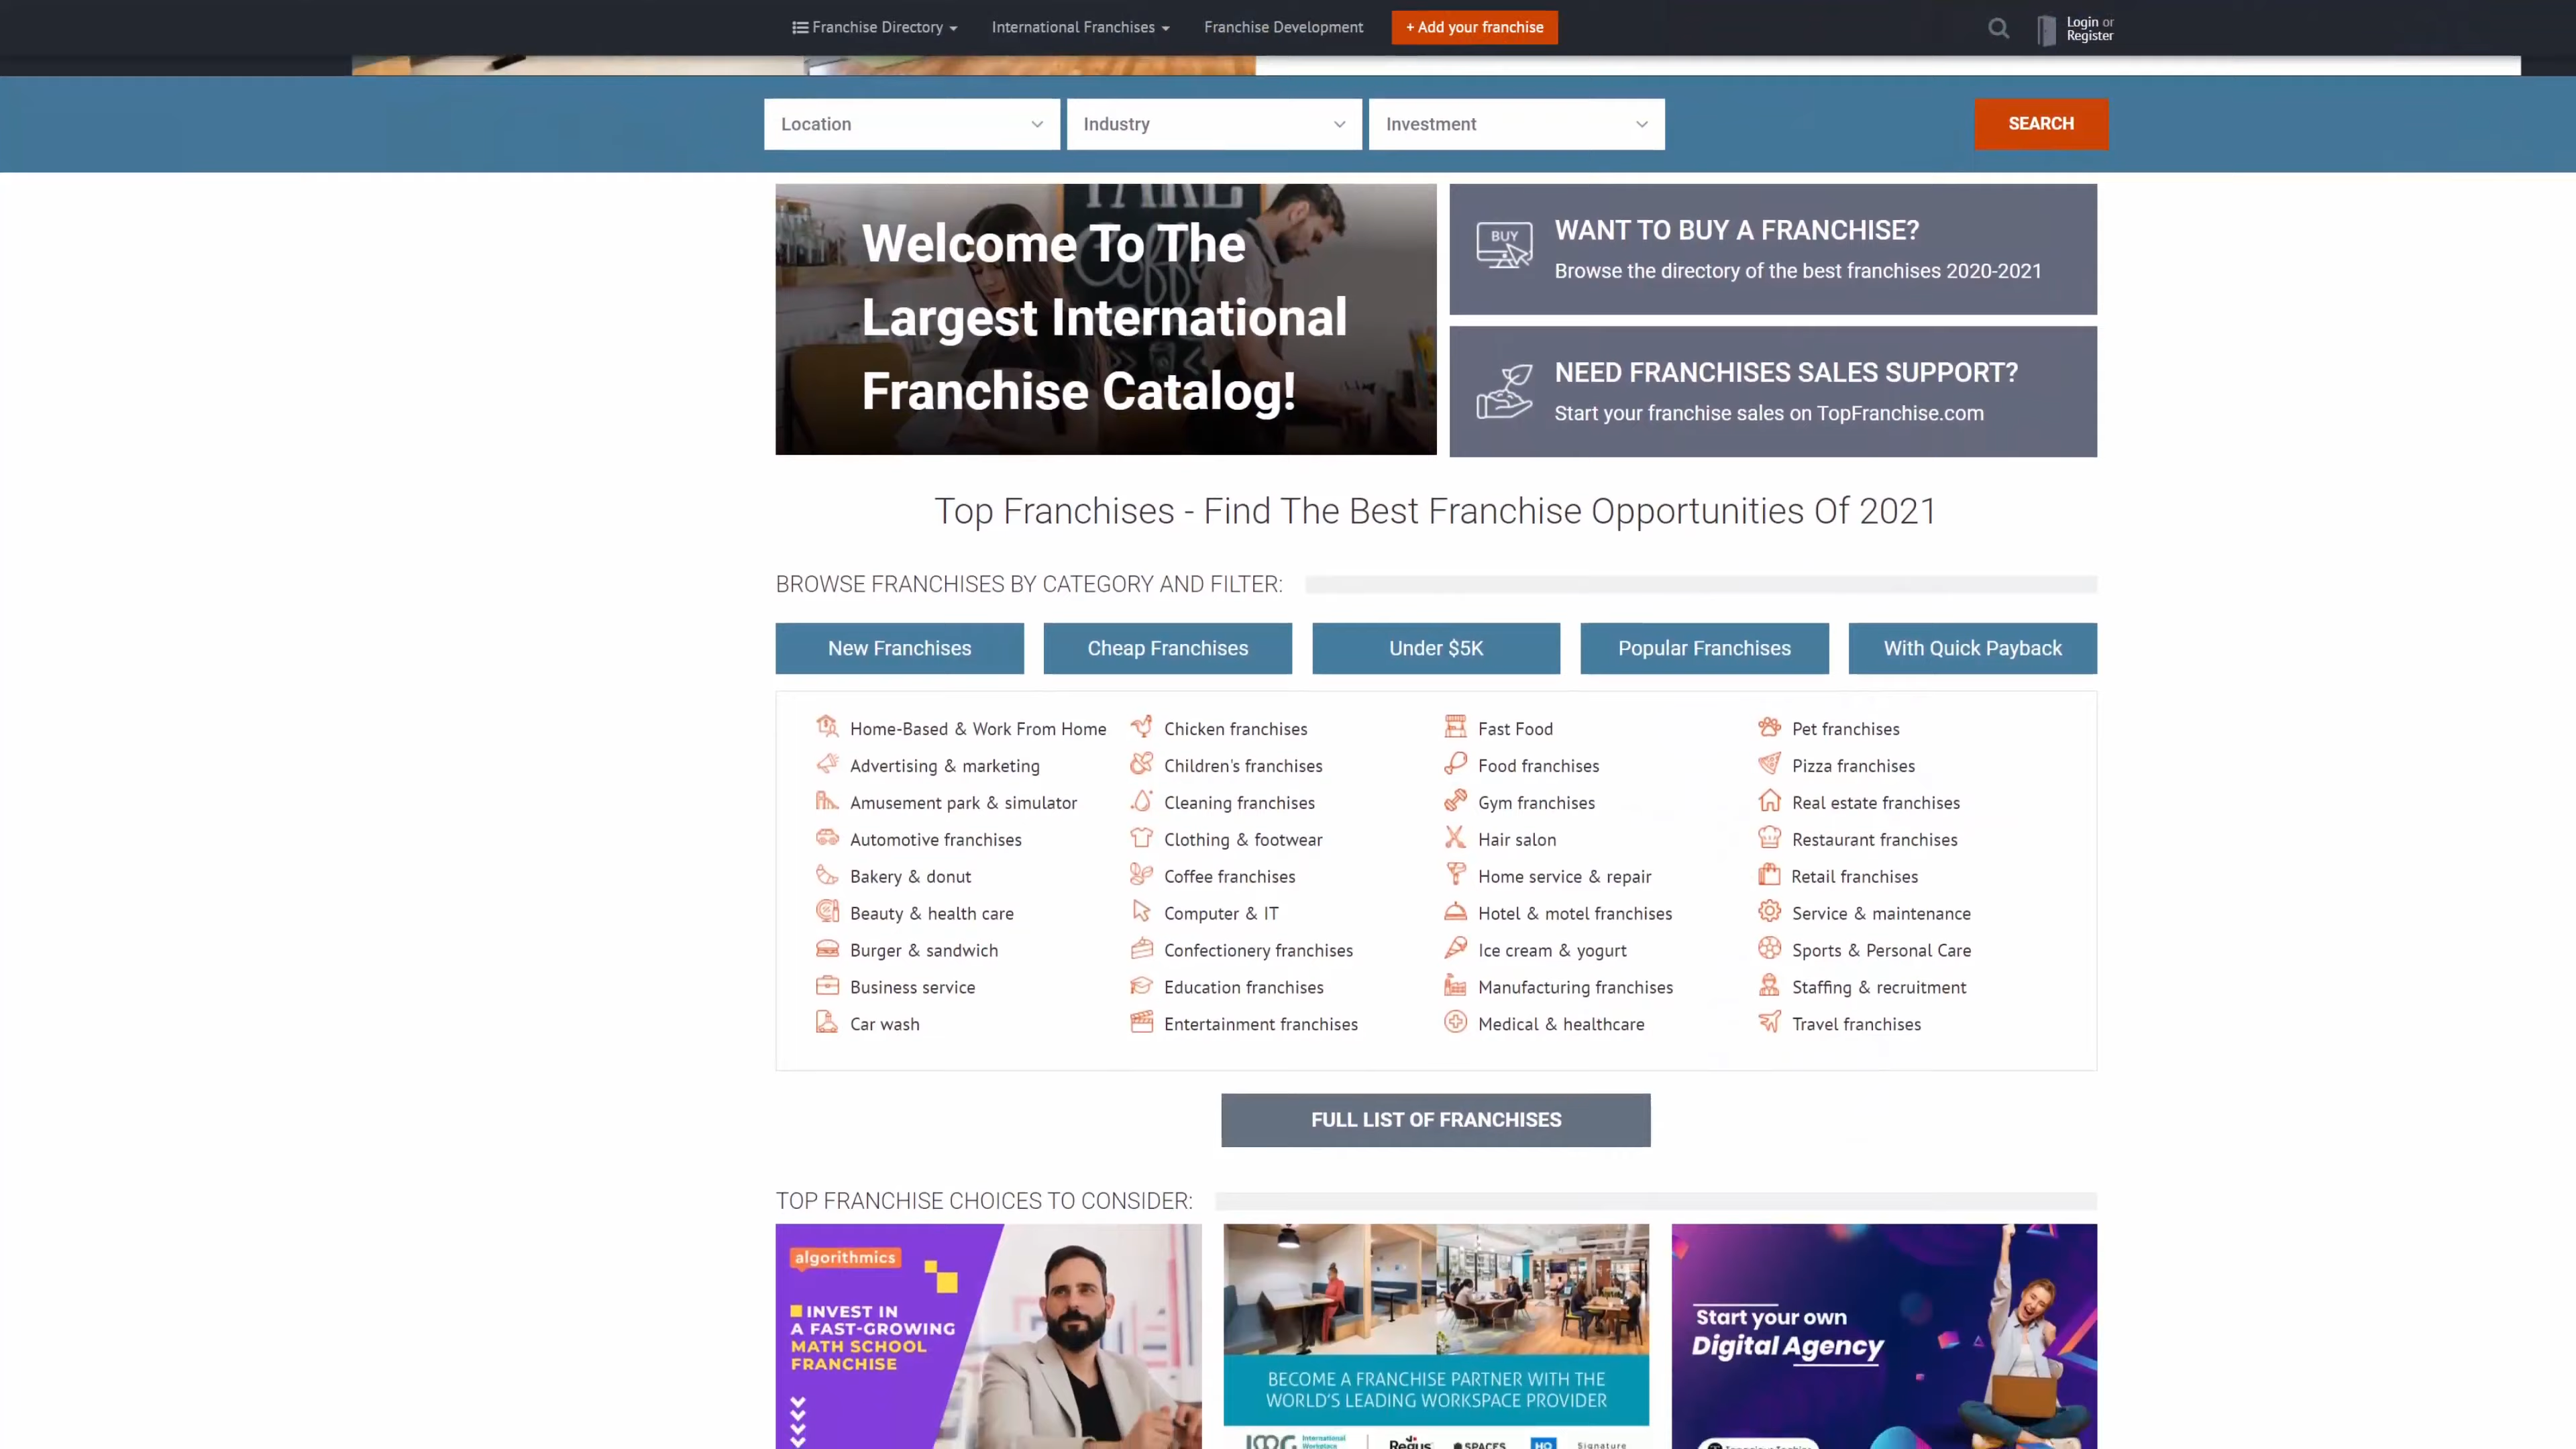 Franchise Directory
International Franchises
Franchise Development
+ Add your franchise
Login or
Register
Location
Industry
Investment
SEARCH
Welcome To The
Largest International
Franchise Catalog!
BUY
WANT TO BUY A FRANCHISE?
Browse the directory of the best franchises 2020-2021
NEED FRANCHISES SALES SUPPORT?
Start your franchise sales on TopFranchise.com
Top Franchises - Find The Best Franchise Opportunities Of 2021
BROWSE FRANCHISES BY CATEGORY AND FILTER:
New Franchises
Cheap Franchises
Under $5K
Popular Franchises
With Quick Payback
Home-Based & Work From Home
Advertising & marketing
Amusement park & simulator
Automotive franchises
Bakery & donut
Beauty & health care
Burger & sandwich
Business service
Car wash
Chicken franchises
Children's franchises
Cleaning franchises
Clothing & footwear
Coffee franchises
Computer & IT
Confectionery franchises
Education franchises
Entertainment franchises
Fast Food
Food franchises
Gym franchises
Hair salon
Home service & repair
Hotel & motel franchises
Ice cream & yogurt
Manufacturing franchises
Medical & healthcare
Pet franchises
Pizza franchises
Real estate franchises
Restaurant franchises
Retail franchises
Service & maintenance
Sports & Personal Care
Staffing & recruitment
Travel franchises
FULL LIST OF FRANCHISES
TOP FRANCHISE CHOICES TO CONSIDER:
algorithmics
INVEST IN
A FAST-GROWING
MATH SCHOOL
FRANCHISE
BECOME A FRANCHISE PARTNER WITH THE
WORLD'S LEADING WORKSPACE PROVIDER
International
Workplace
Regus
SPACES
HQ
Signature
Start your own
Digital Agency